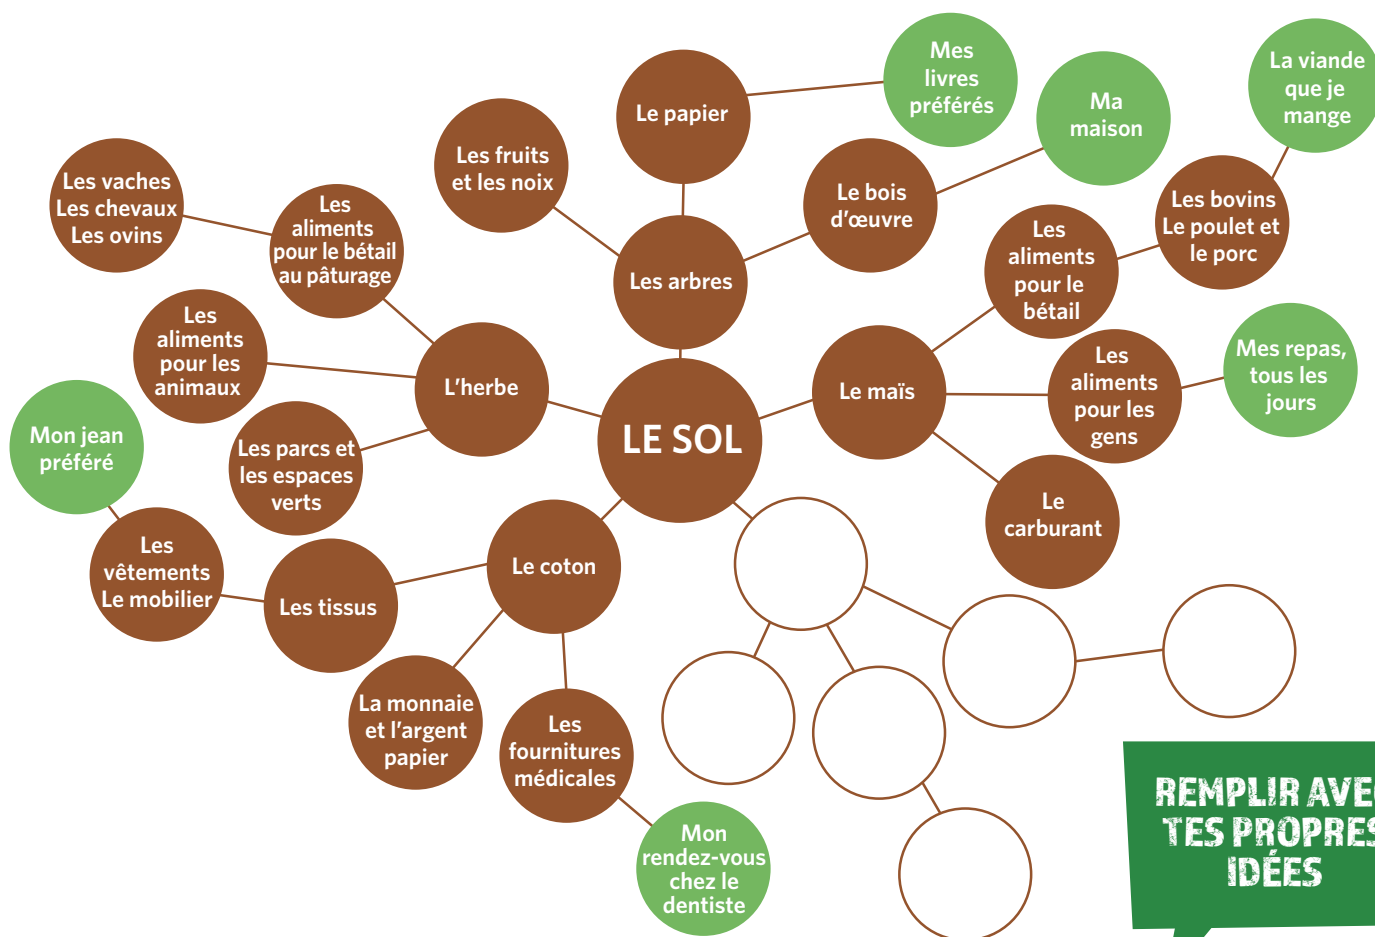 Mes
livres
préférés
La viande
que je
mange
Le papier
Ma
maison
Les fruits
et les noix
Les vaches
Les chevaux
Les ovins
Les
aliments
pour le bétail
au pâturage
Le bois
d'œuvre
Les bovins
Le poulet et
le porc
Les
aliments
pour le
bétail
Les arbres
Les
aliments
pour les
animaux
L'herbe
Le maïs
Les
aliments
pour les
gens
Mes repas,
tous les
jours
LE SOL
Mon jean
préféré
Les parcs et
les espaces
verts
Le
carburant
Les
vêtements
Le mobilier
Les tissus
Le coton
La monnaie
et l'argent
papier
Les
fournitures
médicales
Mon
rendez-vous
chez le
dentiste
REMPLIR AVEC
TES PROPRES
IDÉES